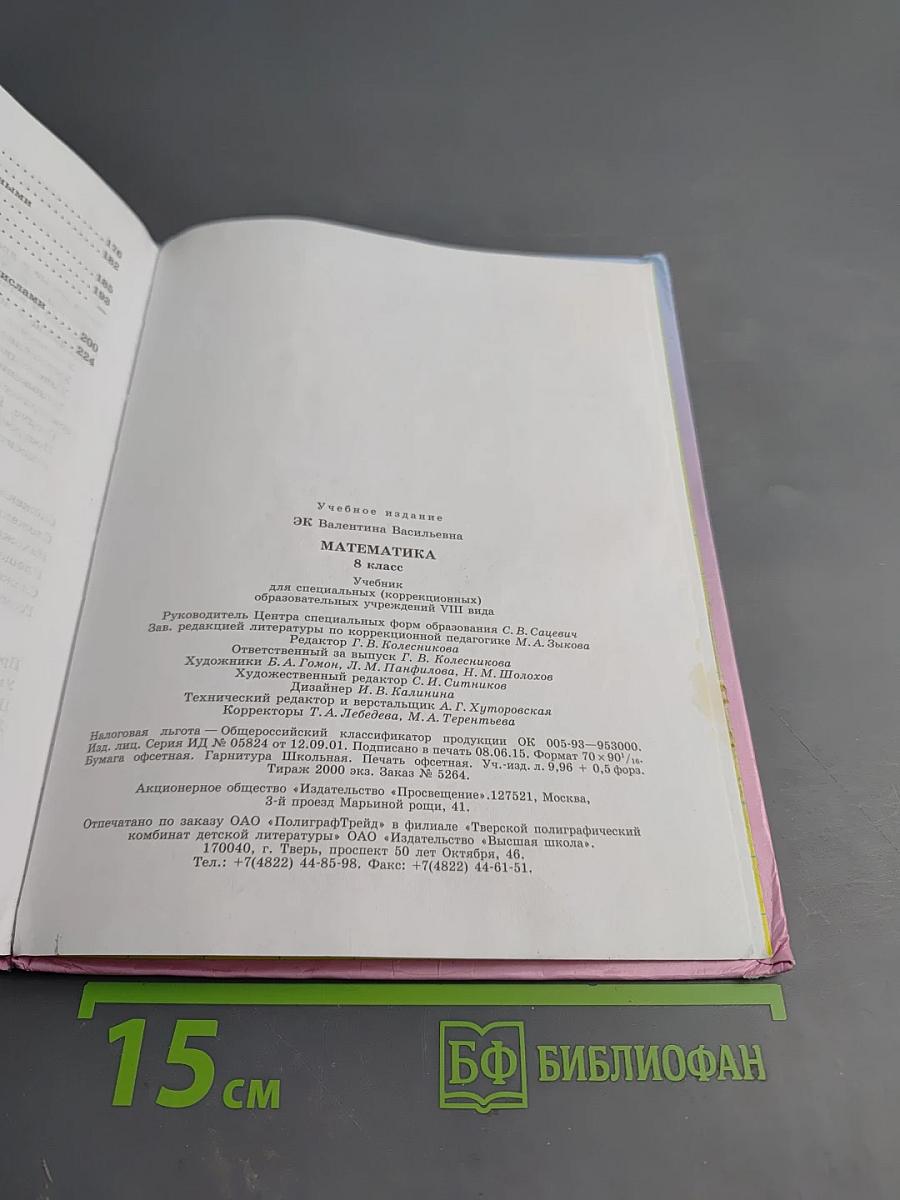 ными
176
182
185
193
—
ислами
200
224
Учебное издание
ЭК Валентина Васильевна
МАТЕМАТИКА
8 класс
Учебник
для специальных (коррекционных)
образовательных учреждений VIII вида
Руководитель Центра специальных форм образования С. В. Сацевич
Зав. редакцией литературы по коррекционной педагогике М. А. Зыкова
Редактор Г. В. Колесникова
Ответственный за выпуск Г. В. Колесникова
Художники Б. А. Гомон, Л. М. Панфилова, Н. М. Шолохов
Художественный редактор С. И. Ситников
Дизайнер И. В. Калинина
Технический редактор и верстальщик А. Г. Хуторовская
Корректоры Т. А. Лебедева, М. А. Терентьева
Налоговая льгота — Общероссийский классификатор продукции ОК 005-93—953000.
Изд. лиц. Серия ИД № 05824 от 12.09.01. Подписано в печать 08.06.15. Формат 70 × 90 1/16.
Бумага офсетная. Гарнитура Школьная. Печать офсетная. Уч.-изд. л. 9,96 + 0,5 форз.
Тираж 2000 экз. Заказ № 5264.
Акционерное общество «Издательство «Просвещение».127521, Москва,
3-й проезд Марьиной рощи, 41.
Отпечатано по заказу ОАО «ПолиграфТрейд» в филиале «Тверской полиграфический
комбинат детской литературы» ОАО «Издательство «Высшая школа».
170040, г. Тверь, проспект 50 лет Октября, 46.
Тел.: +7(4822) 44-85-98. Факс: +7(4822) 44-61-51.
15 см
БФ БИБЛИОФАН